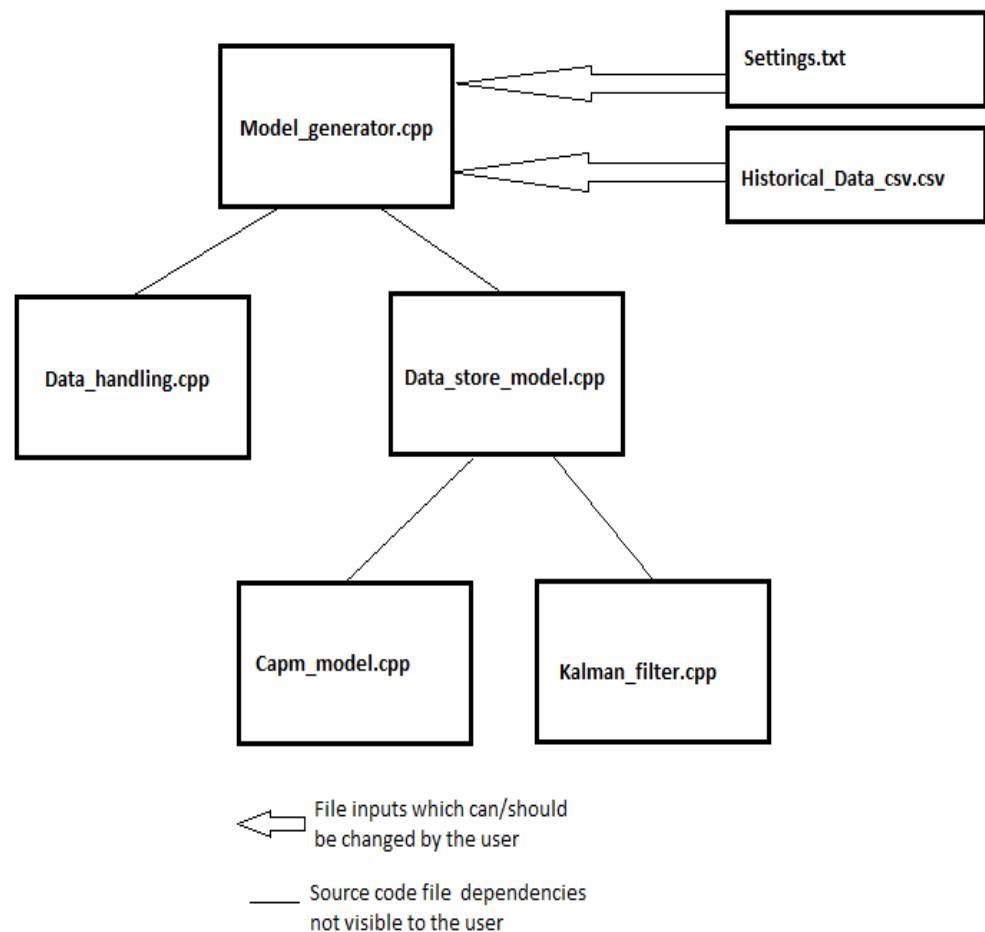 Settings.txt
Model_generator.cpp
Historical_Data_csv.csv
Data_handling.cpp
Data_store_model.cpp
Capm_model.cpp
Kalman_filter.cpp
File inputs which can/should
be changed by the user
Source code file dependencies
not visible to the user